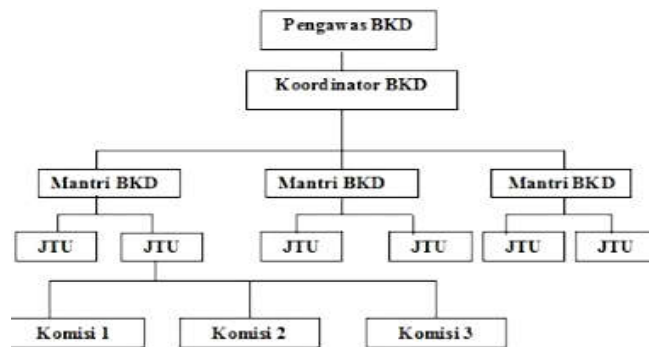 Pengawas BKD
Koordinator BKD
Mantri BKD
Mantri BKD
Mantri BKD
JTU
JTU
JTU
JTU
JTU
JTU
Komisi 1
Komisi 2
Komisi 3